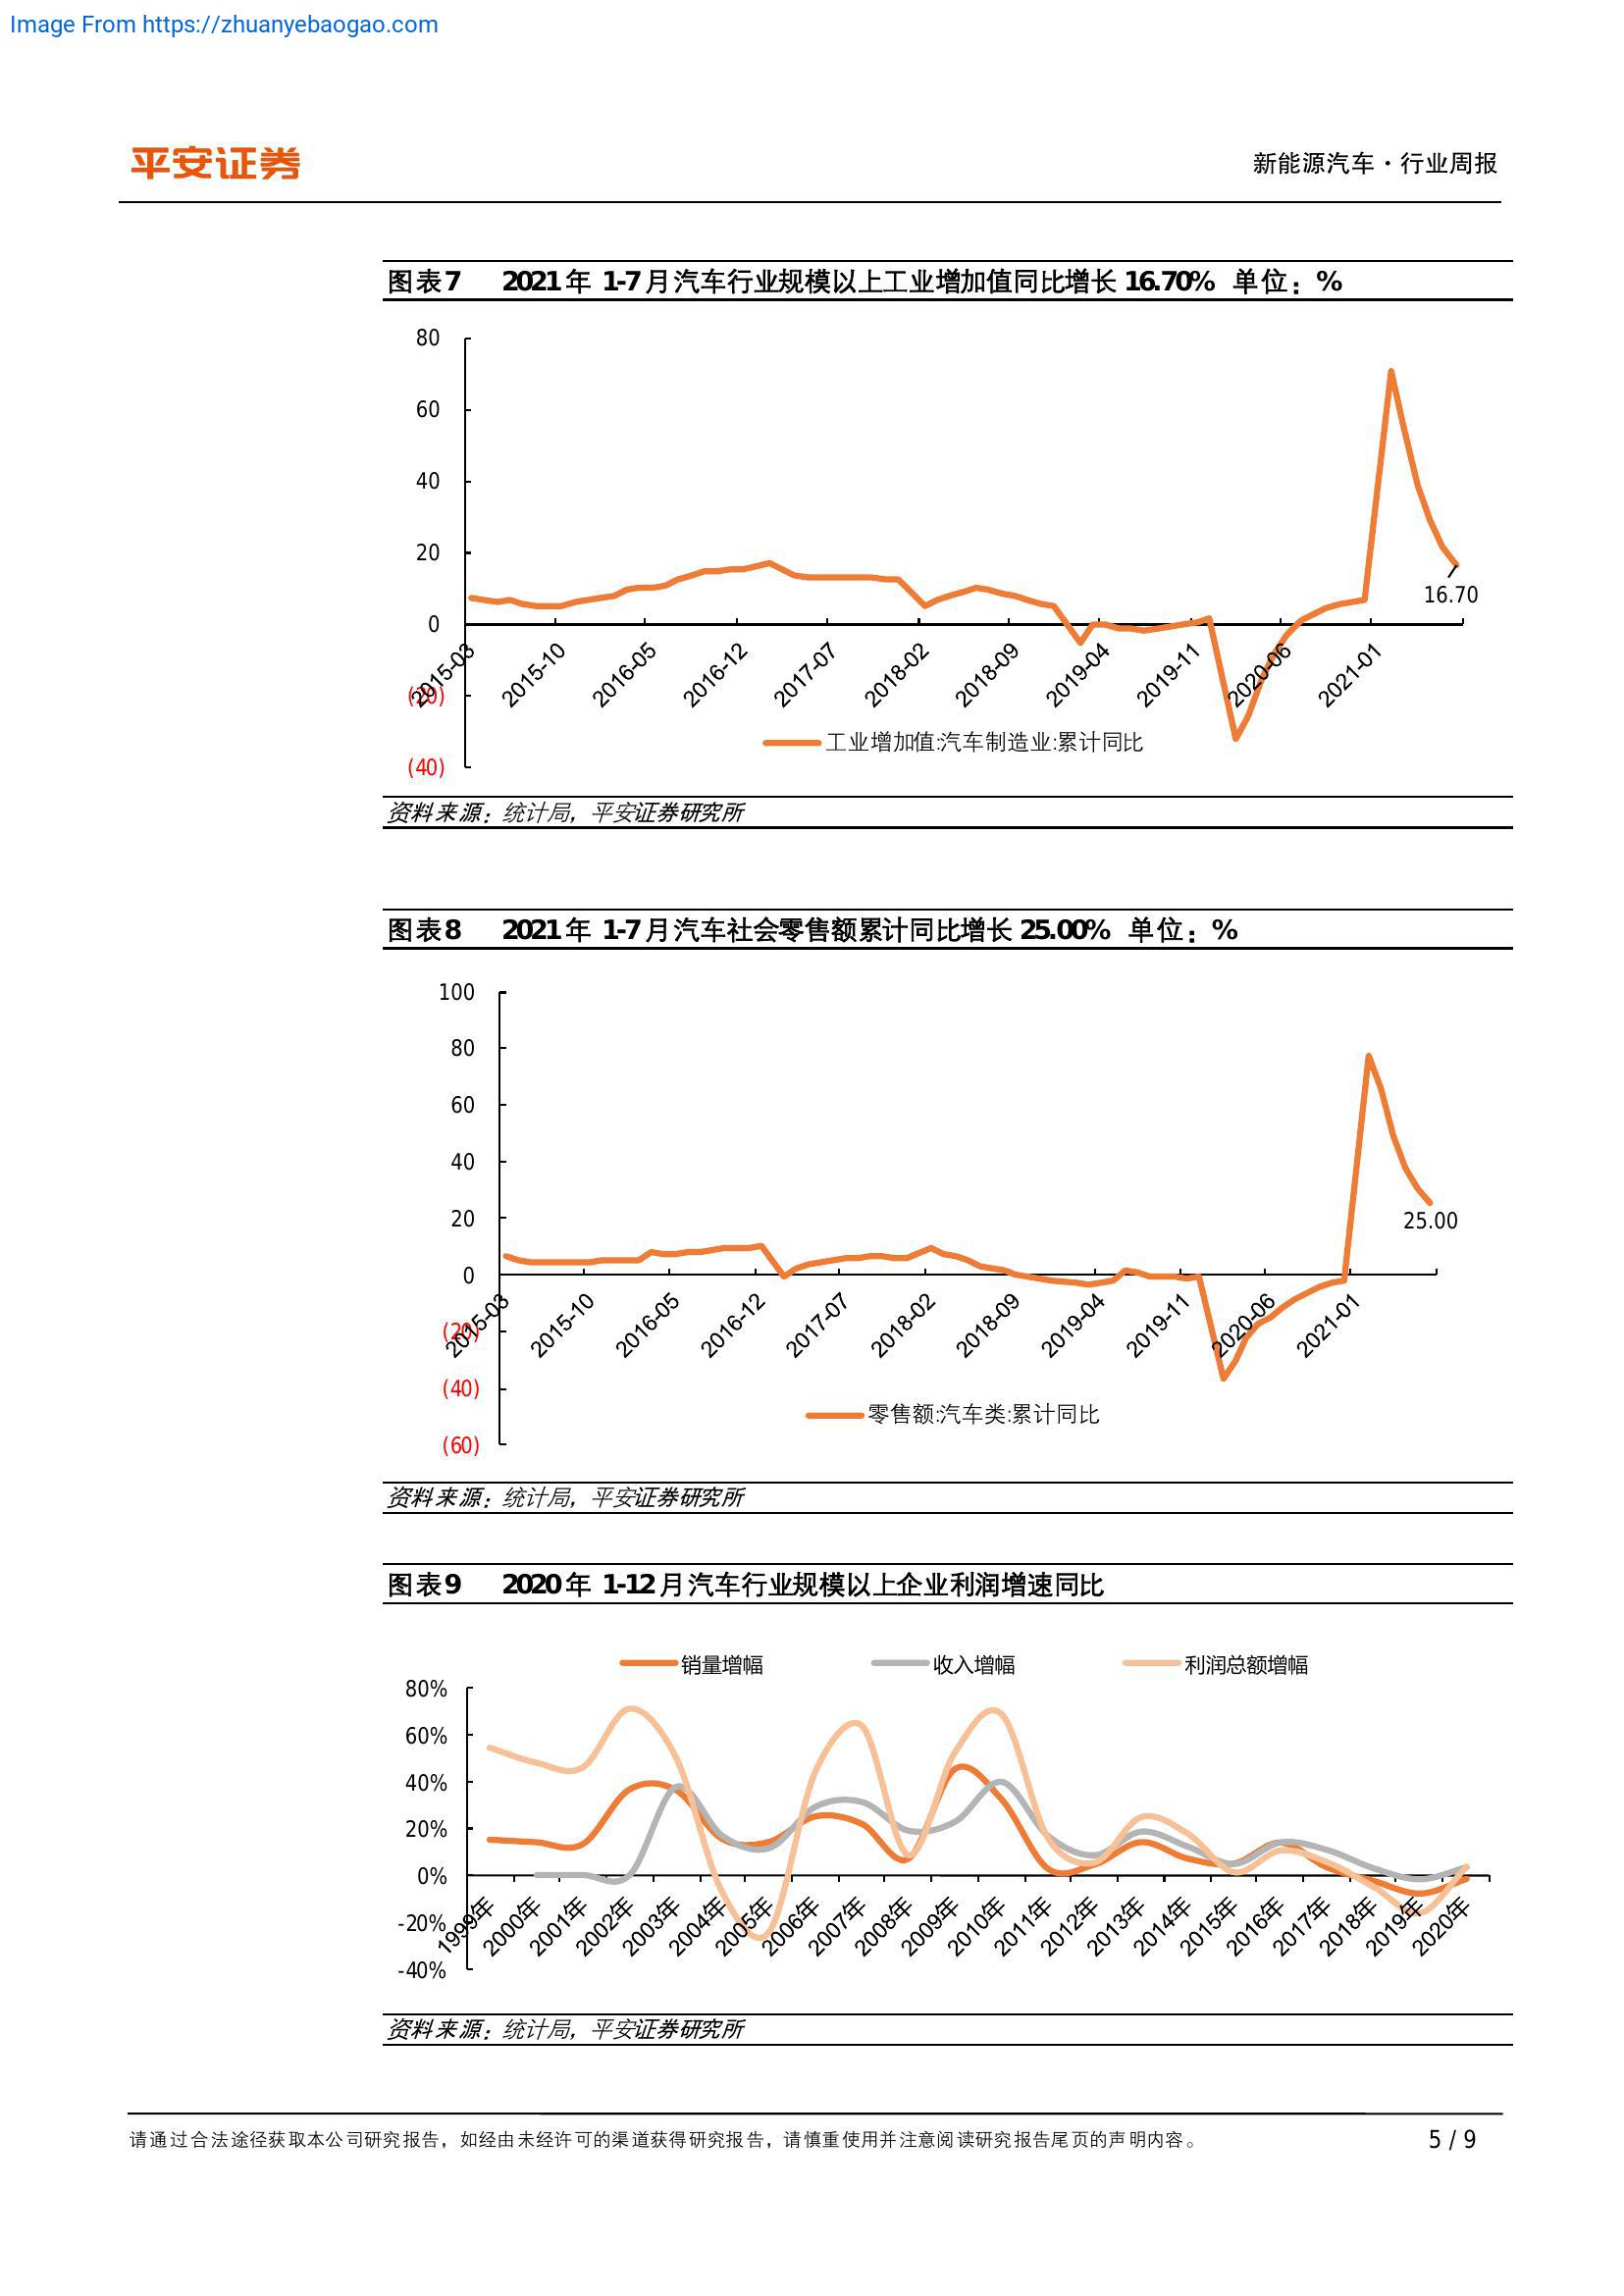 Image From https://zhuanyebaogao.com
平安证券
新能源汽车·行业周报
图表7 2021年 1-7月汽车行业规模以上工业增加值同比增长 16.70% 单位：%
80
60
40
20
0
(20)
(40)
16.70
2015-03 2015-10 2016-05 2016-12 2017-07 2018-02 2018-09 2019-04 2019-11 2020-06 2021-01
工业增加值:汽车制造业:累计同比
资料来源：统计局，平安证券研究所
图表8 2021年 1-7月汽车社会零售额累计同比增长 25.00% 单位：%
100
80
60
40
20
0
(20)
(40)
(60)
25.00
2015-03 2015-10 2016-05 2016-12 2017-07 2018-02 2018-09 2019-04 2019-11 2020-06 2021-01
零售额:汽车类:累计同比
资料来源：统计局，平安证券研究所
图表9 2020年 1-12月汽车行业规模以上企业利润增速同比
销量增幅 收入增幅 利润总额增幅
80%
60%
40%
20%
0%
-20%
-40%
1999年 2000年 2001年 2002年 2003年 2004年 2005年 2006年 2007年 2008年 2009年 2010年 2011年 2012年 2013年 2014年 2015年 2016年 2017年 2018年 2019年 2020年
资料来源：统计局，平安证券研究所
请通过合法途径获取本公司研究报告，如经由未经许可的渠道获得研究报告，请慎重使用并注意阅读研究报告尾页的声明内容。
5 / 9